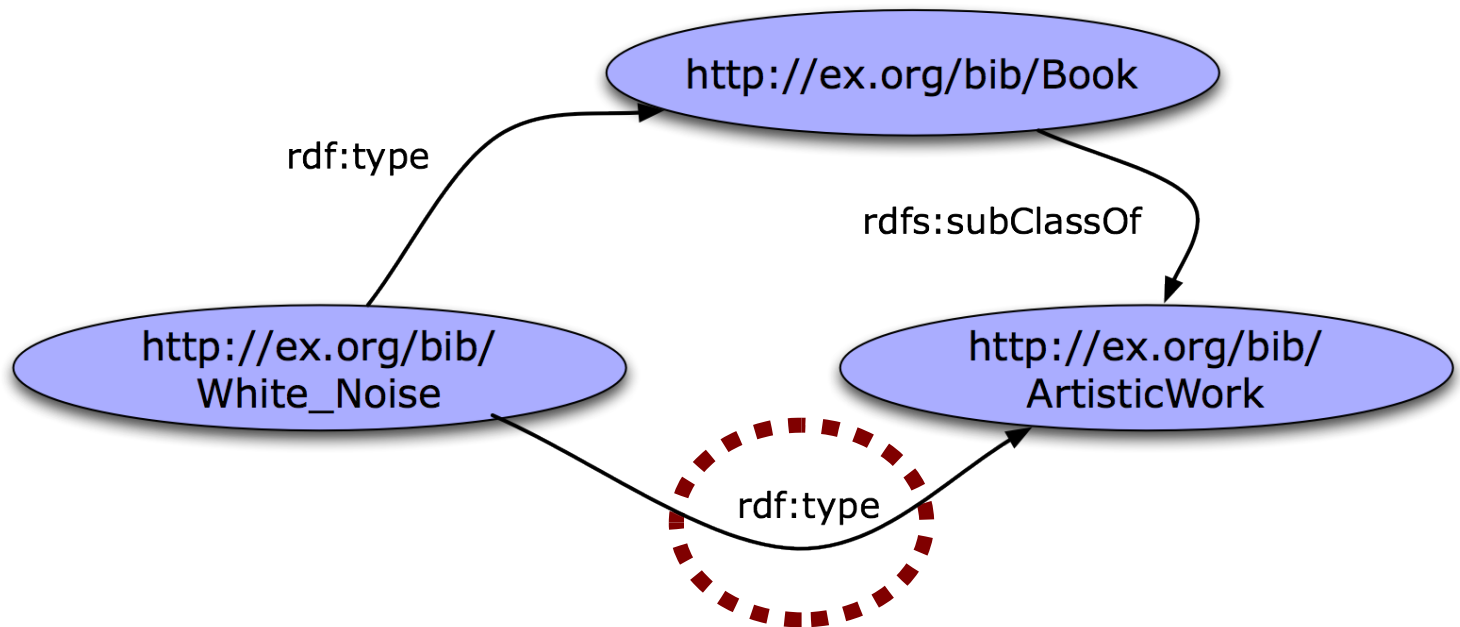 http://ex.org/bib/Book
rdf:type
rdfs:subClassOf
http://ex.org/bib/
White_Noise
http://ex.org/bib/
ArtisticWork
rdf:type